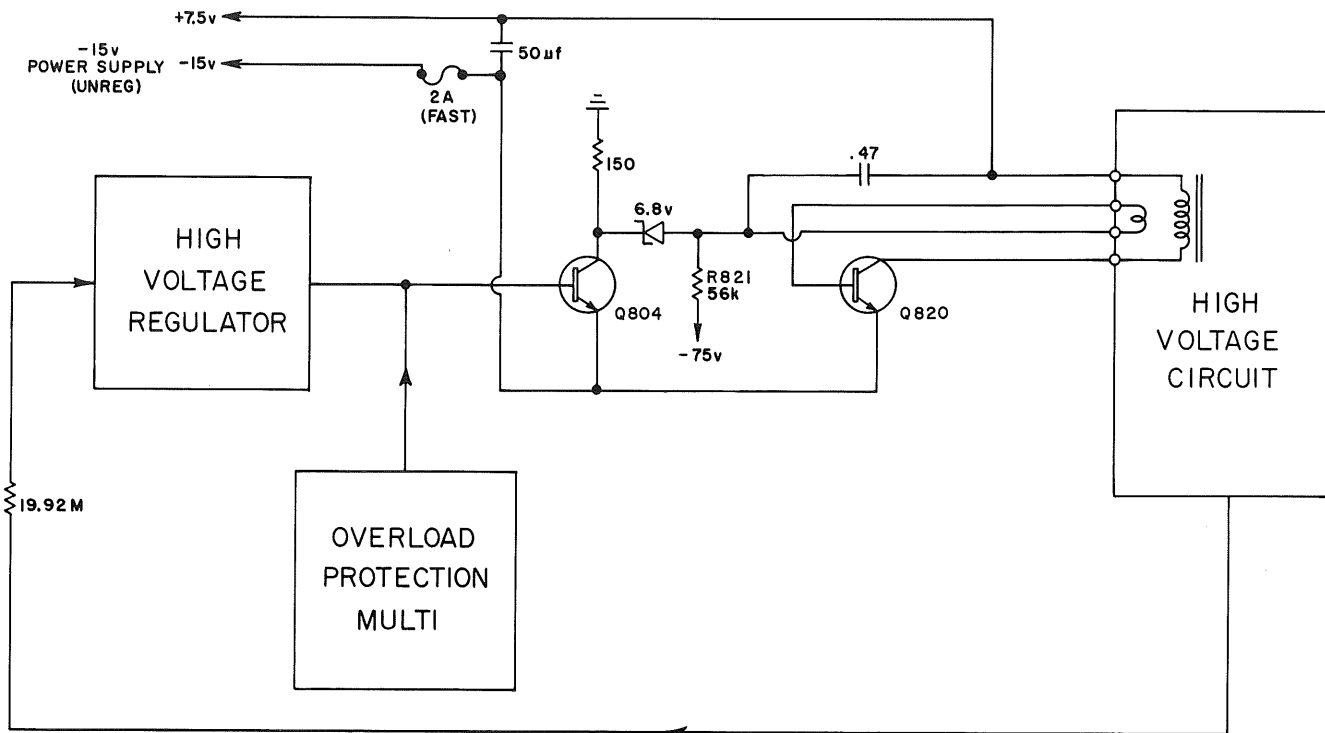 +7.5v
-15v
POWER SUPPLY
(UNREG)
-15v
50µf
2A
(FAST)
150
.47
6.8v
HIGH
VOLTAGE
REGULATOR
Q804
R821
56k
-75v
Q820
HIGH
VOLTAGE
CIRCUIT
19.92M
OVERLOAD
PROTECTION
MULTI